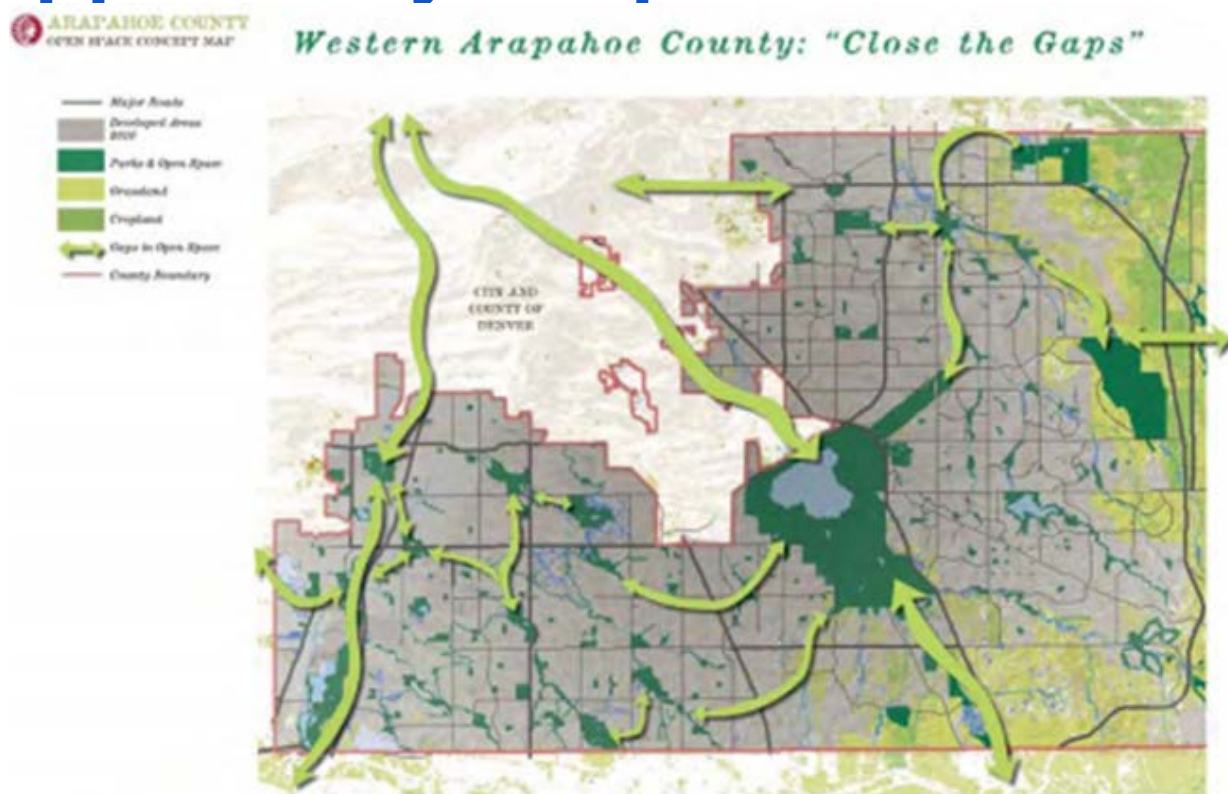 ARAPAHOE COUNTY
OPEN SPACE CONCEPT MAP
Western Arapahoe County: "Close the Gaps"
Major Roads
Developed Areas
Parks & Open Space
Grassland
Cropland
Gaps in Open Space
County Boundary
CITY AND
COUNTY OF
DENVER